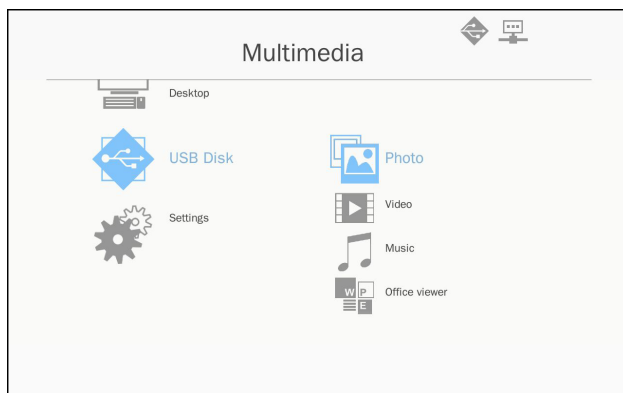 Multimedia
Desktop
USB Disk
Photo
Settings
Video
Music
W P
E
Office viewer